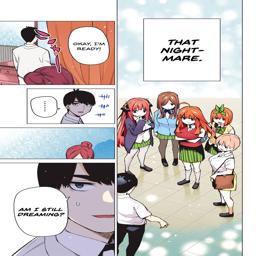 THAT
NIGHT-
MARE.
OKAY, I'M
READY!
......
AM I STILL
DREAMING?